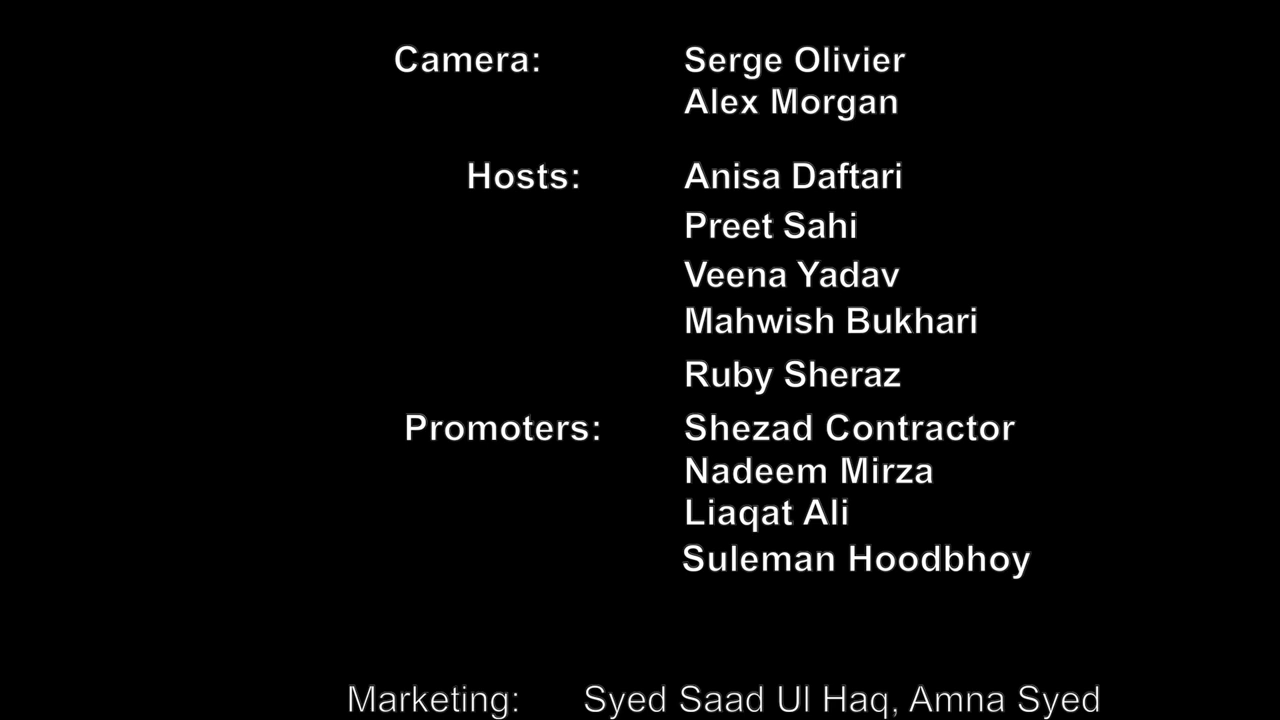 Camera: Serge Olivier
Alex Morgan
Hosts: Anisa Daftari
Preet Sahi
Veena Yadav
Mahwish Bukhari
Ruby Sheraz
Promoters: Shezad Contractor
Nadeem Mirza
Liaqat Ali
Suleman Hoodbhoy
Marketing: Syed Saad Ul Haq, Amna Syed